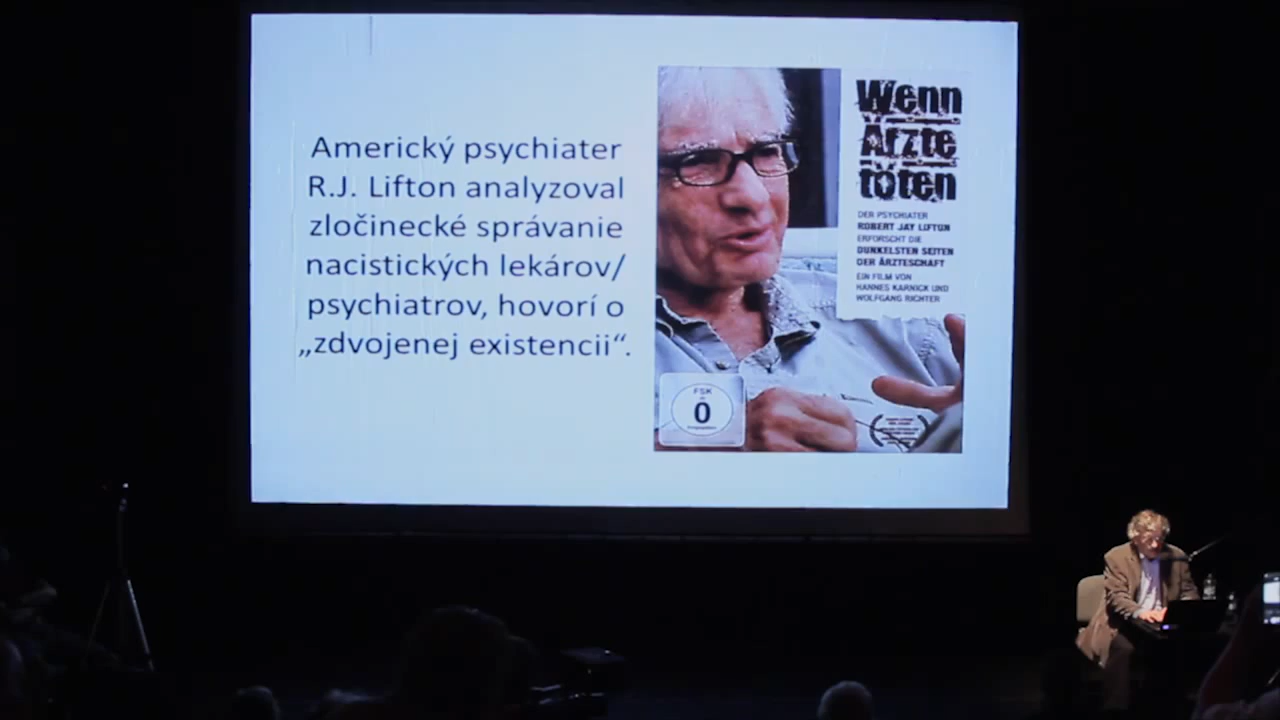 Americký psychiater
R.J. Lifton analyzoval
zločinecké správanie
nacistických lekárov/
psychiatrov, hovorí o
„zdvojenej existencii“.
Wenn
Ärzte
töten
DER PSYCHIATER
ROBERT JAY LIFTON
ERFORSCHT DIE
DUNKELSTEN SEITEN
DER ÄRZTESCHAFT
EIN FILM VON
HANNES KARNICK UND
WOLFGANG RICHTER
FSK
0